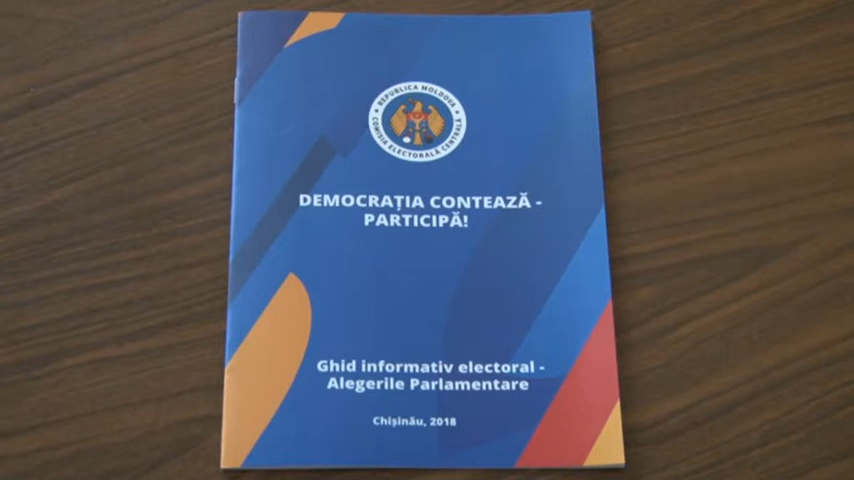 REPUBLICA MOLDOVA
COMISIA ELECTORALĂ CENTRALĂ
DEMOCRAȚIA CONTEAZĂ -
PARTICIPĂ!
Ghid informativ electoral -
Alegerile Parlamentare
Chișinău, 2018